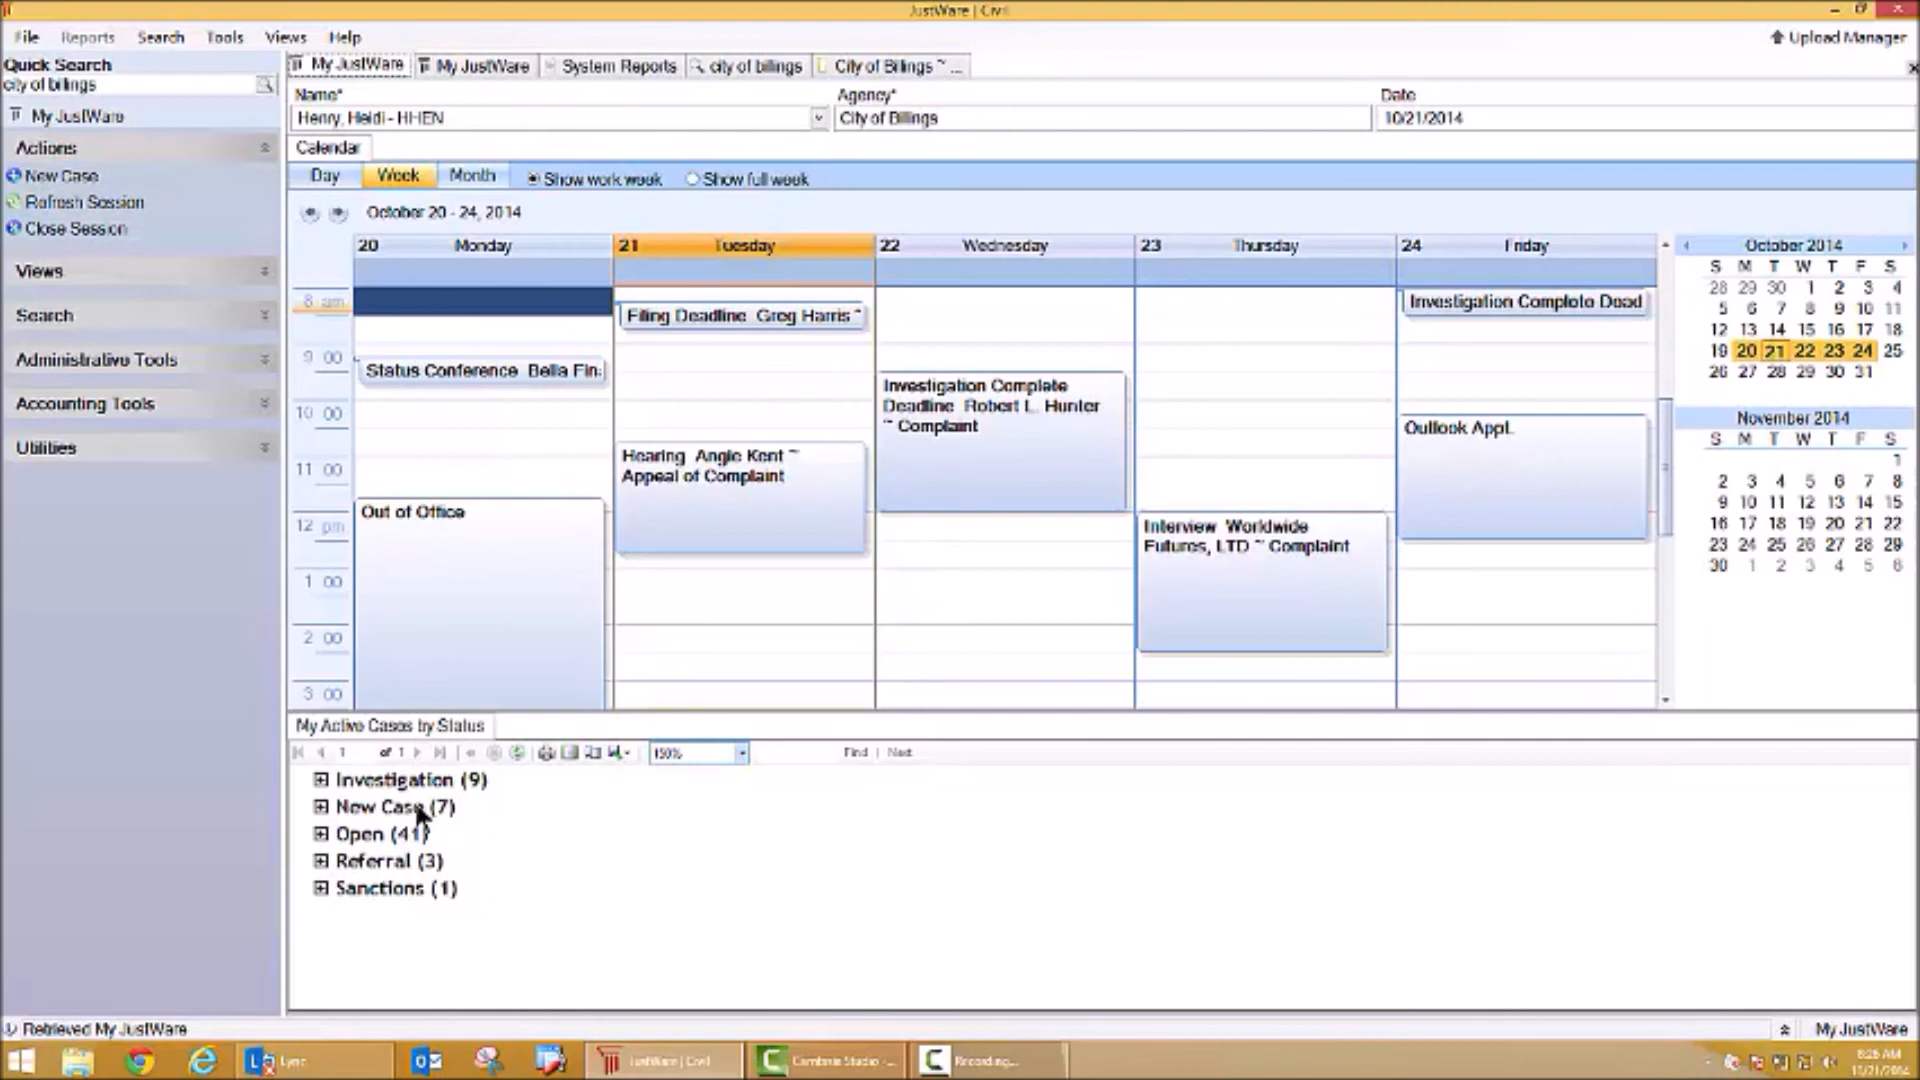 JustWare | Civil
File Reports Search Tools Views Help
Upload Manager
Quick Search
city of billings
My JustWare
Actions
New Case
Refresh Session
Close Session
Views
Search
Administrative Tools
Accounting Tools
Utilities
My JustWare My JustWare System Reports city of billings City of Billings ~ ...
Name* Agency* Date
Henry, Heidi - HHEN City of Billings 10/21/2014
Calendar
Day Week Month Show work week Show full week
October 20 - 24, 2014
20 Monday 21 Tuesday 22 Wednesday 23 Thursday 24 Friday
8 am
9 00
10 00
11 00
12 pm
1 00
2 00
3 00
Status Conference Bella Fin
Out of Office
Filing Deadline Greg Harris ~
Hearing Angie Kent ~
Appeal of Complaint
Investigation Complete
Deadline Robert L. Hunter
~ Complaint
Interview Worldwide
Futures, LTD ~ Complaint
Investigation Complete Dead
Outlook Appt.
October 2014
S M T W T F S
28 29 30 1 2 3 4
5 6 7 8 9 10 11
12 13 14 15 16 17 18
19 20 21 22 23 24 25
26 27 28 29 30 31
November 2014
S M T W T F S
1
2 3 4 5 6 7 8
9 10 11 12 13 14 15
16 17 18 19 20 21 22
23 24 25 26 27 28 29
30 1 2 3 4 5 6
My Active Cases by Status
1 of 1 150% Find | Next
Investigation (9)
New Case (7)
Open (41)
Referral (3)
Sanctions (1)
Retrieved My JustWare
My JustWare
Lync JustWare | Civil Camtasia Studio - ... Recording...
8:26 AM
10/21/2014